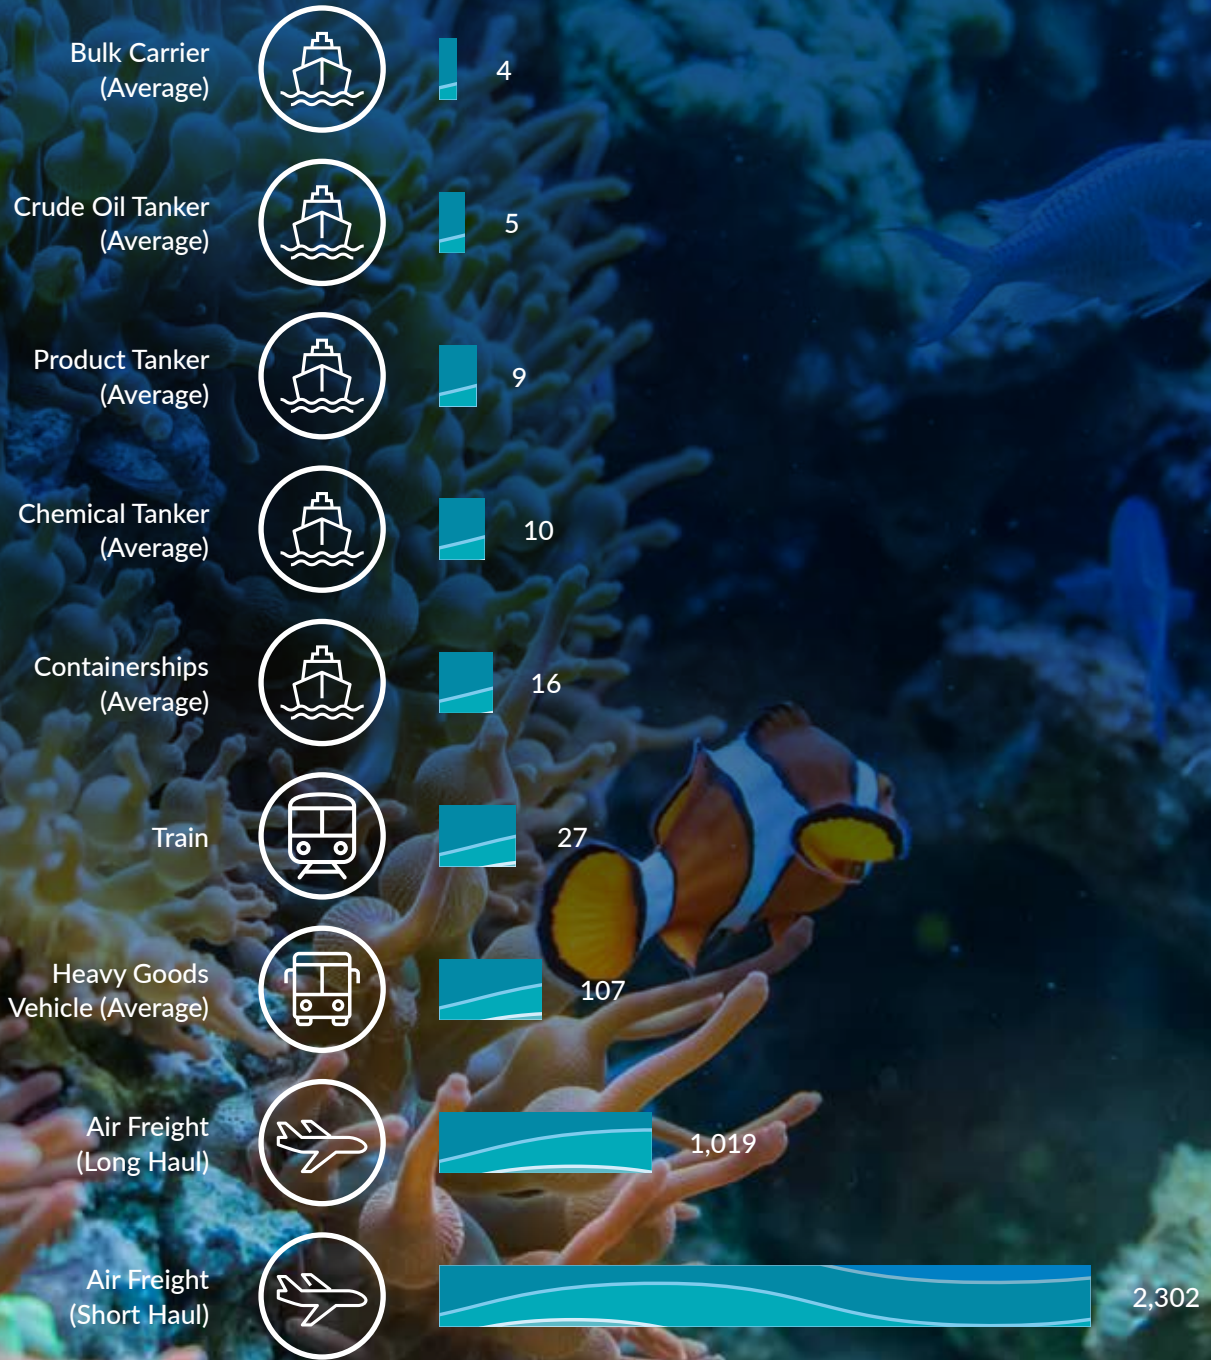 Bulk Carrier
(Average)
4
Crude Oil Tanker
(Average)
5
Product Tanker
(Average)
9
Chemical Tanker
(Average)
10
Containerships
(Average)
16
Train
27
Heavy Goods
Vehicle (Average)
107
Air Freight
(Long Haul)
1,019
Air Freight
(Short Haul)
2,302